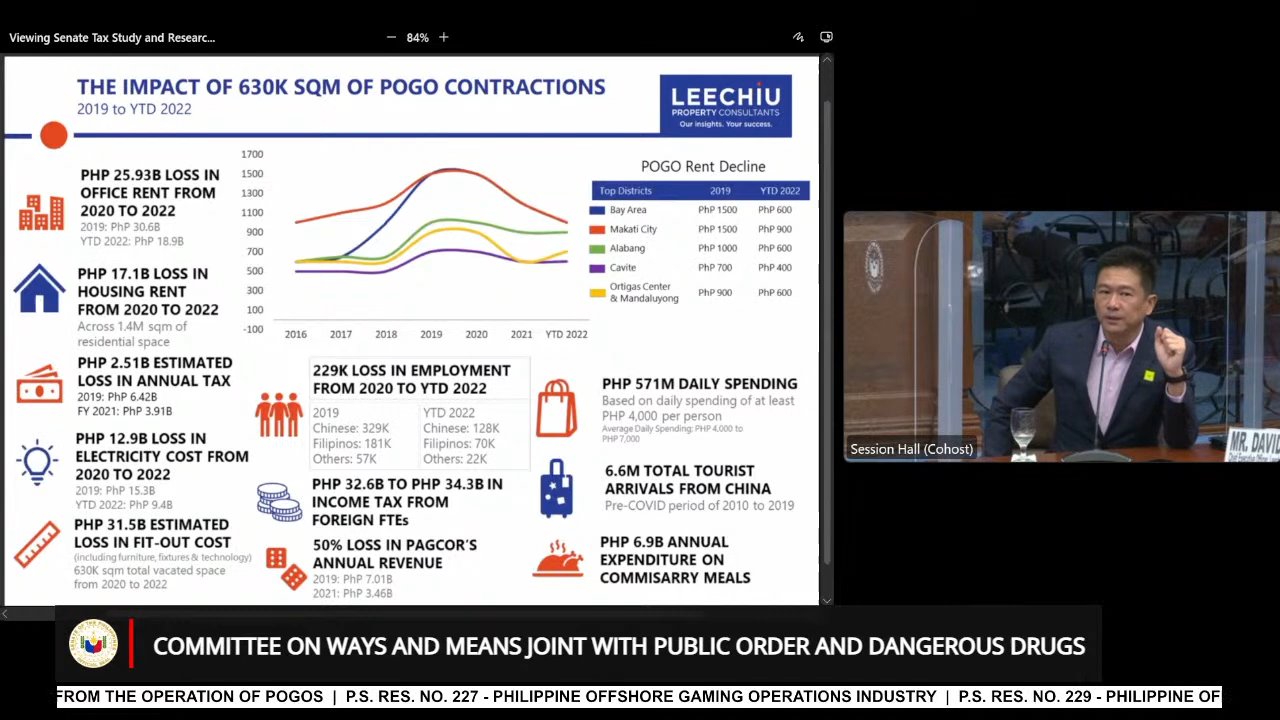 Viewing Senate Tax Study and Researc...
84%
THE IMPACT OF 630K SQM OF POGO CONTRACTIONS
2019 to YTD 2022
LEECHIU
PROPERTY CONSULTANTS
Our insights. Your success.
PHP 25.93B LOSS IN
OFFICE RENT FROM
2020 TO 2022
2019: PhP 30.6B
YTD 2022: PhP 18.9B
PHP 17.1B LOSS IN
HOUSING RENT
FROM 2020 TO 2022
Across 1.4M sqm of
residential space
PHP 2.51B ESTIMATED
LOSS IN ANNUAL TAX
2019: PhP 6.42B
FY 2021: PhP 3.91B
PHP 12.9B LOSS IN
ELECTRICITY COST FROM
2020 TO 2022
2019: PhP 15.3B
YTD 2022: PhP 9.4B
PHP 31.5B ESTIMATED
LOSS IN FIT-OUT COST
(including furniture, fixtures & technology)
630K sqm total vacated space
from 2020 to 2022
1700
1500
1300
1100
900
700
500
300
100
-100
2016 2017 2018 2019 2020 2021 YTD 2022
POGO Rent Decline
Top Districts 2019 YTD 2022
Bay Area PhP 1500 PhP 600
Makati City PhP 1500 PhP 900
Alabang PhP 1000 PhP 600
Cavite PhP 700 PhP 400
Ortigas Center
& Mandaluyong PhP 900 PhP 600
229K LOSS IN EMPLOYMENT
FROM 2020 TO YTD 2022
2019 YTD 2022
Chinese: 329K Chinese: 128K
Filipinos: 181K Filipinos: 70K
Others: 57K Others: 22K
PHP 32.6B TO PHP 34.3B IN
INCOME TAX FROM
FOREIGN FTEs
50% LOSS IN PAGCOR'S
ANNUAL REVENUE
2019: PhP 7.01B
2021: PhP 3.46B
PHP 571M DAILY SPENDING
Based on daily spending of at least
PHP 4,000 per person
Average Daily Spending: PHP 4,000 to
PHP 7,000
6.6M TOTAL TOURIST
ARRIVALS FROM CHINA
Pre-COVID period of 2010 to 2019
PHP 6.9B ANNUAL
EXPENDITURE ON
COMMISARRY MEALS
Session Hall (Cohost)
MR. DAVID
COMMITTEE ON WAYS AND MEANS JOINT WITH PUBLIC ORDER AND DANGEROUS DRUGS
FROM THE OPERATION OF POGOS | P.S. RES. NO. 227 - PHILIPPINE OFFSHORE GAMING OPERATIONS INDUSTRY | P.S. RES. NO. 229 - PHILIPPINE OF